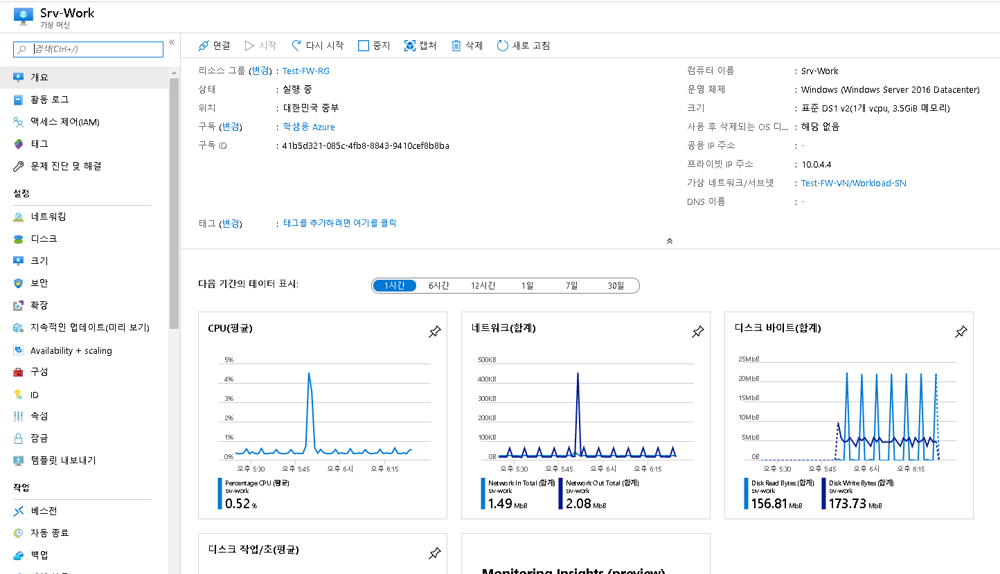 Srv-Work
가상 머신
검색(Ctrl+/)
«
개요
활동 로그
액세스 제어(IAM)
태그
문제 진단 및 해결
설정
네트워킹
디스크
크기
보안
확장
지속적인 업데이트(미리 보기)
Availability + scaling
구성
ID
속성
잠금
템플릿 내보내기
작업
베스천
자동 종료
백업
연결 시작 다시 시작 중지 캡처 삭제 새로 고침
리소스 그룹 (변경) : Test-FW-RG
상태 : 실행 중
위치 : 대한민국 중부
구독 (변경) : 학생용 Azure
구독 ID : 41b5d321-085c-4fb8-8843-9410cef8b8ba
태그 (변경) : 태그를 추가하려면 여기를 클릭
컴퓨터 이름 : Srv-Work
운영 체제 : Windows (Windows Server 2016 Datacenter)
크기 : 표준 DS1 v2(1개 vcpu, 3.5GiB 메모리)
사용 후 삭제되는 OS 디... : 해당 없음
공용 IP 주소 : -
프라이빗 IP 주소 : 10.0.4.4
가상 네트워크/서브넷 : Test-FW-VN/Workload-SN
DNS 이름 : -
다음 기간의 데이터 표시: 1시간 6시간 12시간 1일 7일 30일
CPU(평균)
5%
4%
3%
2%
1%
0%
오후 5:30 오후 5:45 오후 6시 오후 6:15
Percentage CPU (평균)
srv-work
0.52 %
네트워크(합계)
500KB
400KB
300KB
200KB
100KB
0B
오후 5:30 오후 5:45 오후 6시 오후 6:15
Network In Total (합계) Network Out Total (합계)
srv-work srv-work
1.49 MbB 2.08 MbB
디스크 바이트(합계)
25MbB
20MbB
15MbB
10MbB
5MbB
0B
오후 5:30 오후 5:45 오후 6시 오후 6:15
Disk Read Bytes (합계) Disk Write Bytes (합계)
srv-work srv-work
156.81 MbB 173.73 MbB
디스크 작업/초(평균)
Monitoring Insights (preview)